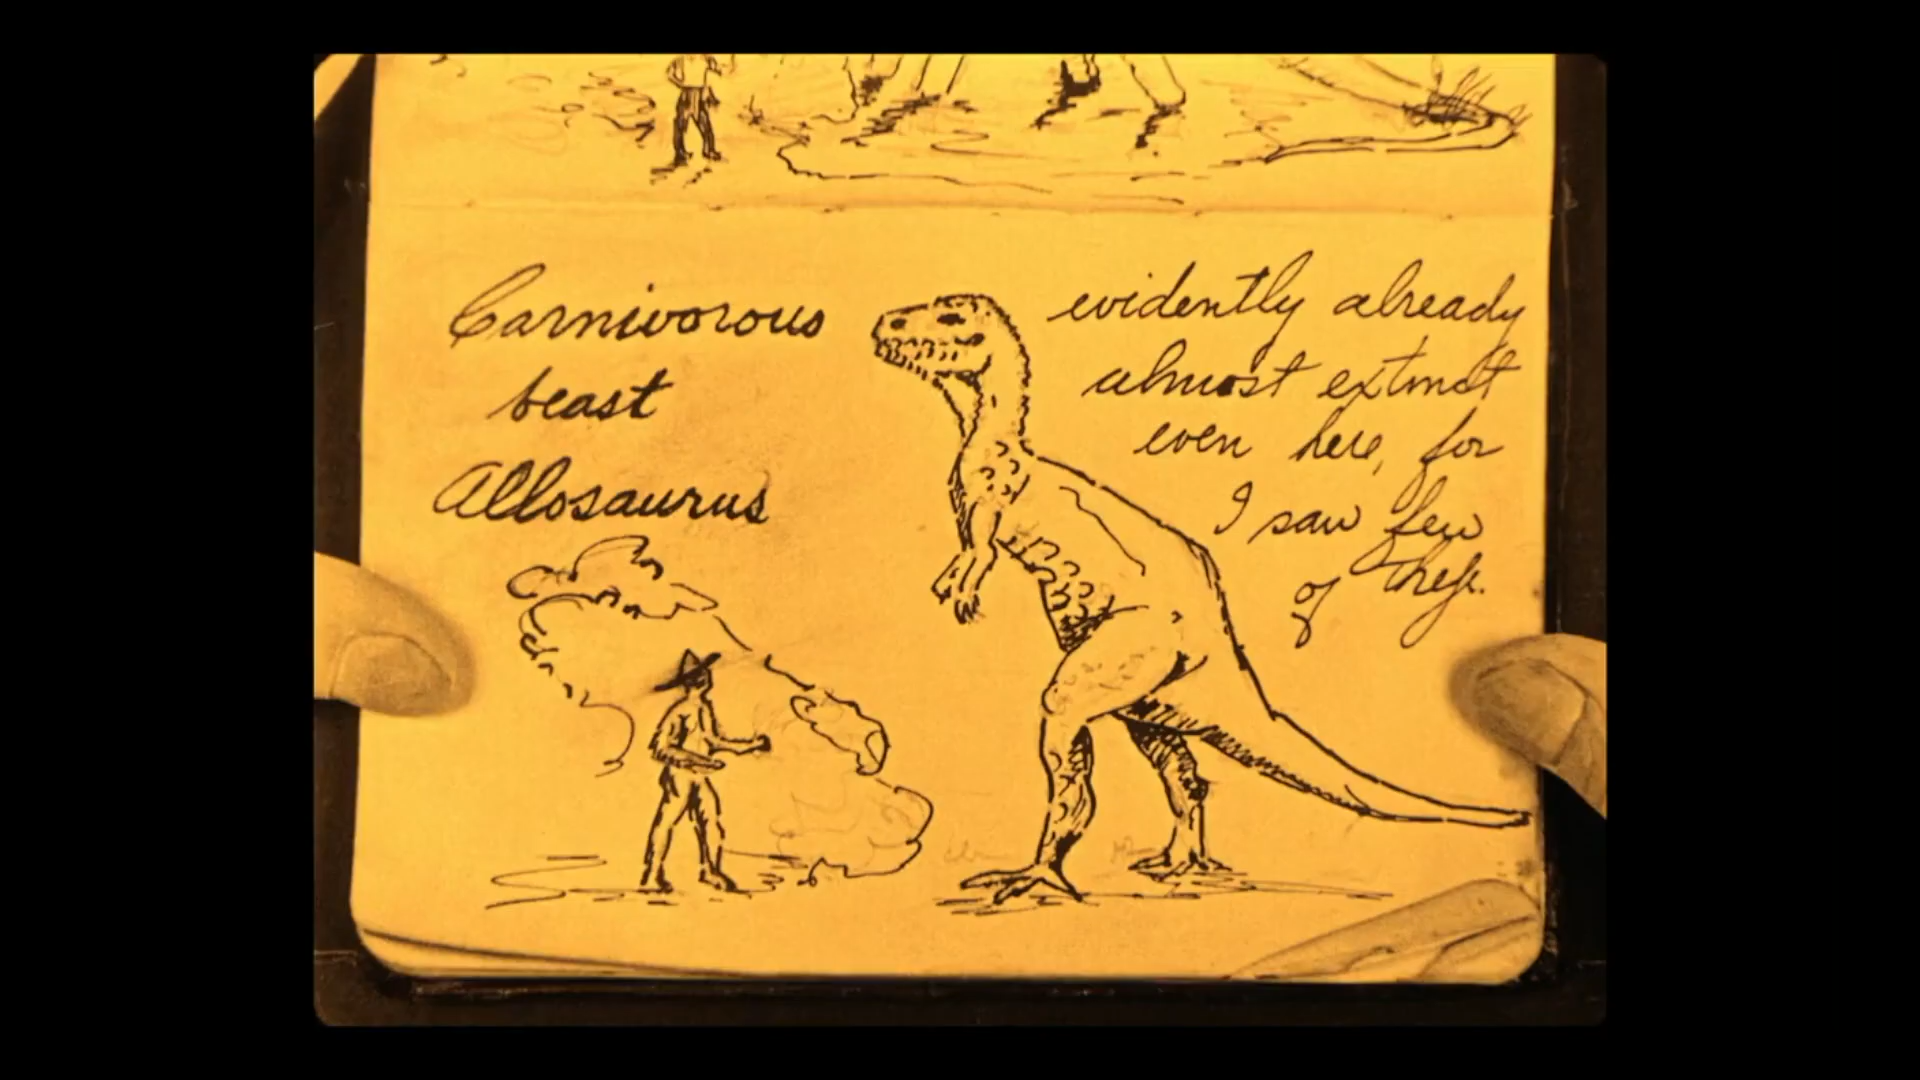 Carnivorous
beast
Allosaurus
evidently already
almost extinct
even here, for
I saw few
of these.